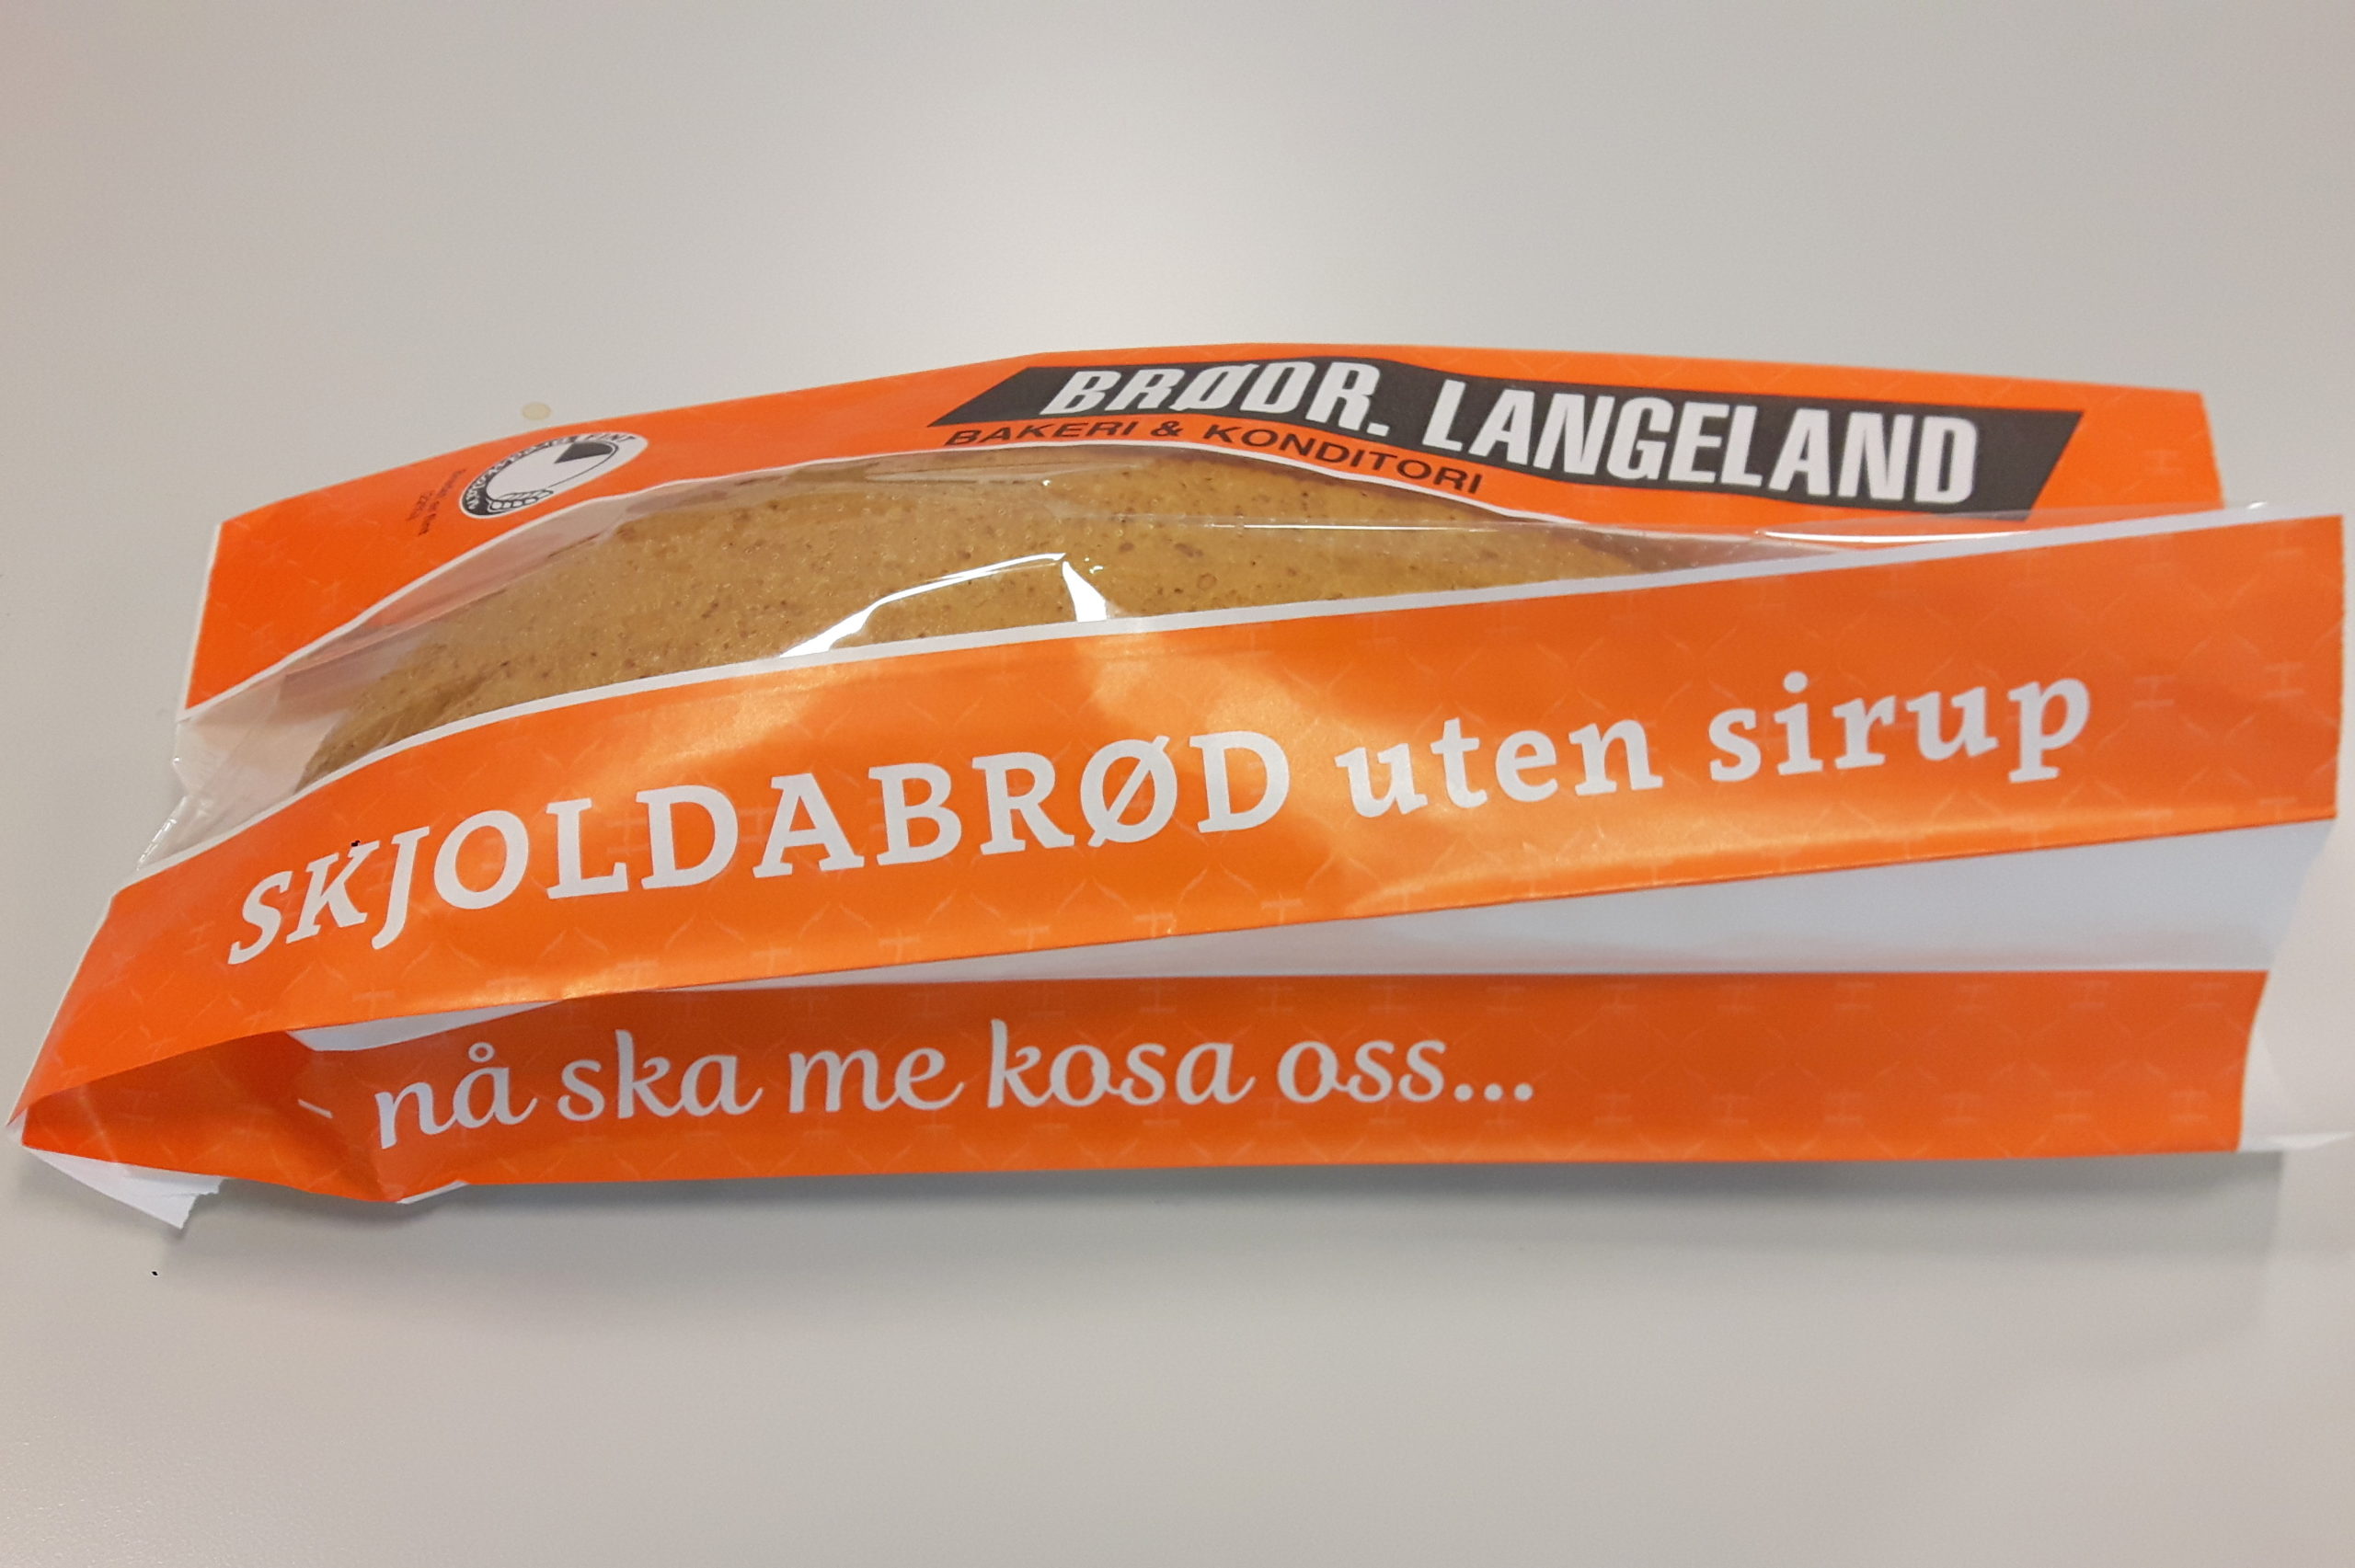 BRØDR. LANGELAND
BAKERI & KONDITORI
SKJOLDABRØD uten sirup
nå ska me kosa oss...